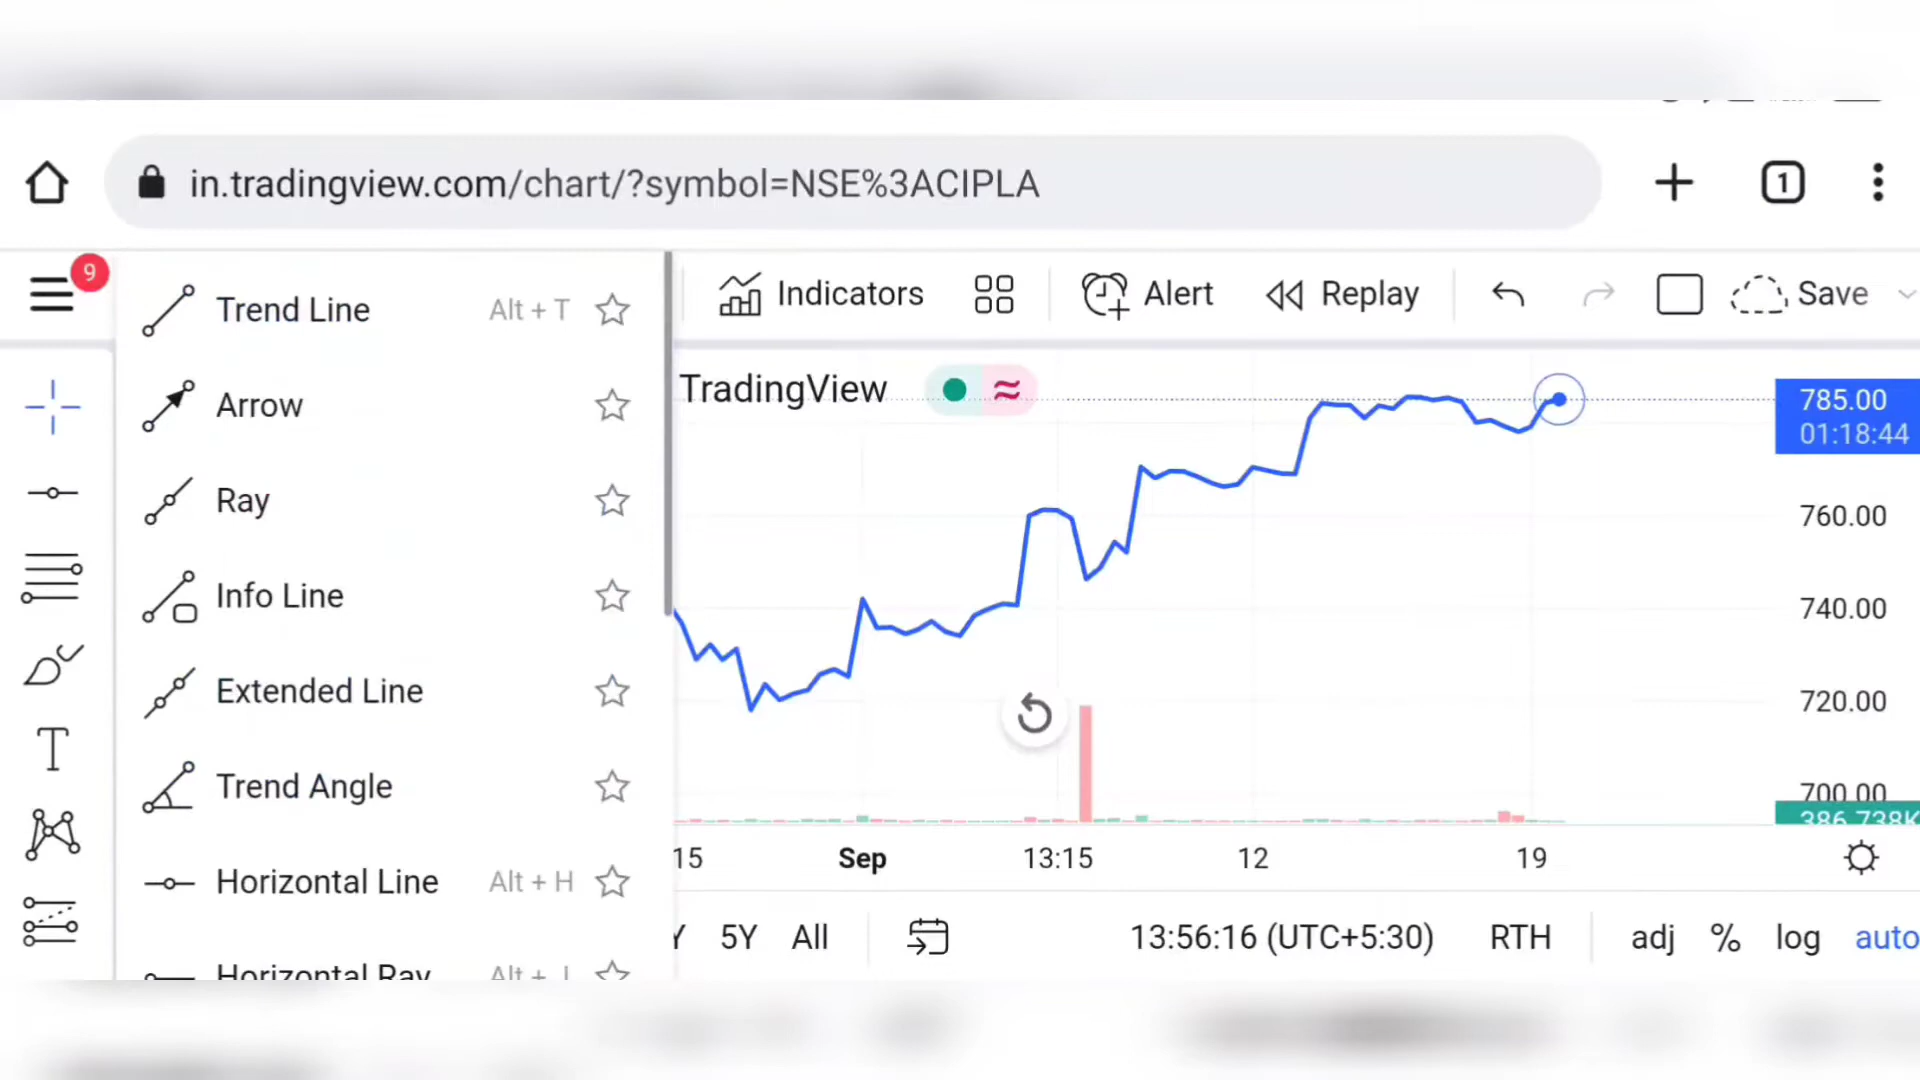 in.tradingview.com/chart/?symbol=NSE%3ACIPLA
1
9
Trend Line Alt + T
Indicators
Alert
Replay
Save
Arrow
TradingView
785.00
01:18:44
Ray
760.00
Info Line
740.00
Extended Line
720.00
Trend Angle
700.00
386.738K
15 Sep 13:15 12 19
Horizontal Line Alt + H
Y 5Y All
13:56:16 (UTC+5:30) RTH adj % log auto
Horizontal Ray Alt + J